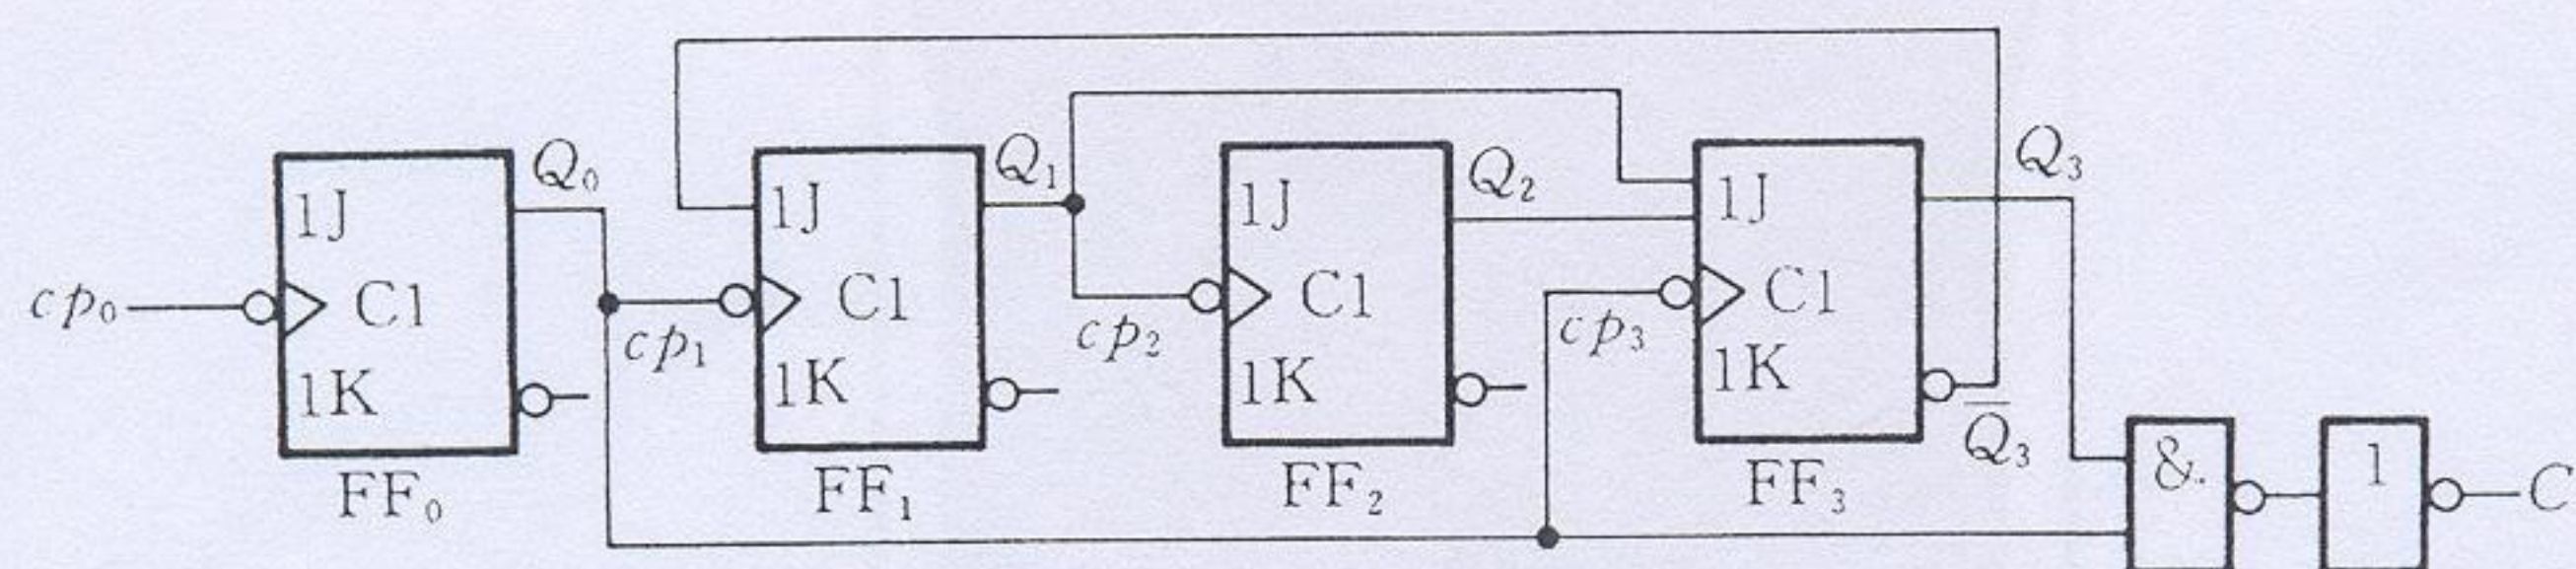 Q₀ Q₁ Q₂ Q₃
1J 1J 1J 1J
cp₀ C1 cp₁ C1 cp₂ C1 cp₃ C1
1K 1K 1K 1K
Q̅₃
FF₀ FF₁ FF₂ FF₃
&. 1 C